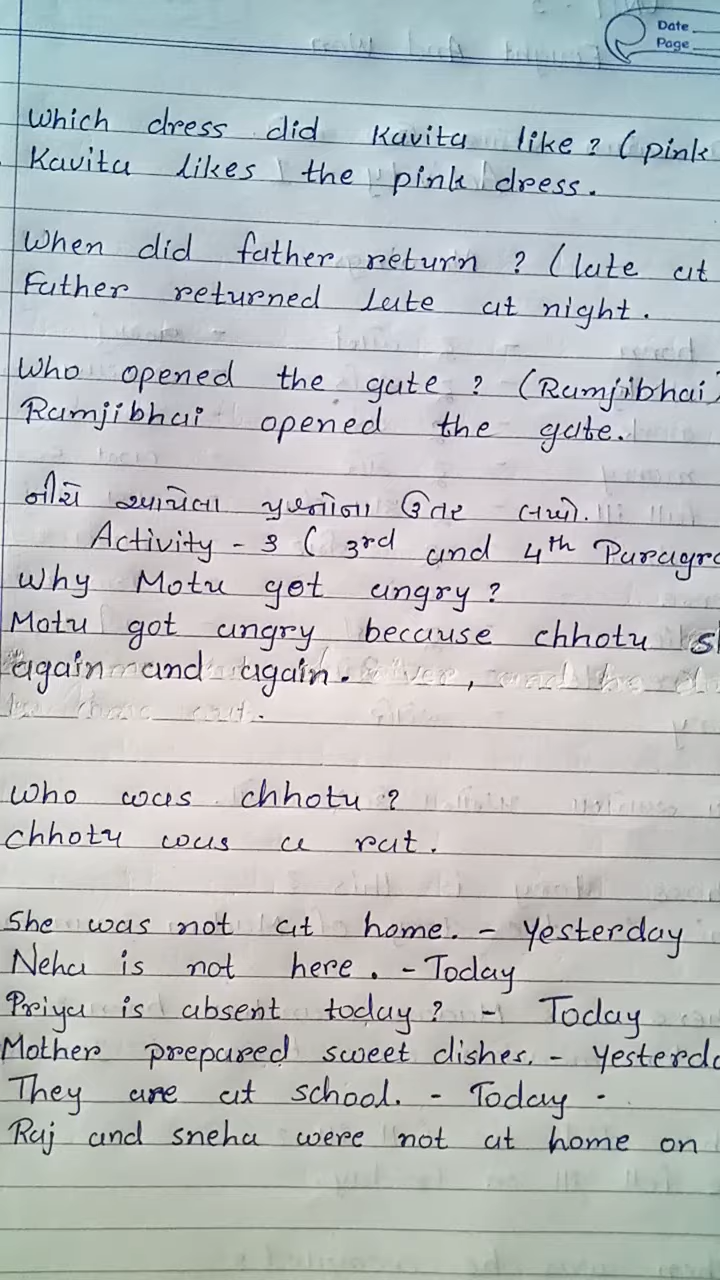 Date
Page
Which dress did Kavita like ? ( pink
Kavita likes the pink dress.
When did father return ? ( late at
Father returned late at night.
Who opened the gate ? ( Ramjibhai )
Ramjibhai opened the gate.
નીચે આપેલા પ્રશ્નોના ઉત્તર લખો.
Activity - 3 ( 3rd and 4th Paragra
Why Motu got angry ?
Motu got angry because chhotu
again and again.
Who was chhotu ?
chhotu was a rat.
She was not at home. - Yesterday
Neha is not here. - Today
Priya is absent today ? - Today
Mother prepared sweet dishes. - Yesterda
They are at school. - Today -
Raj and sneha were not at home on